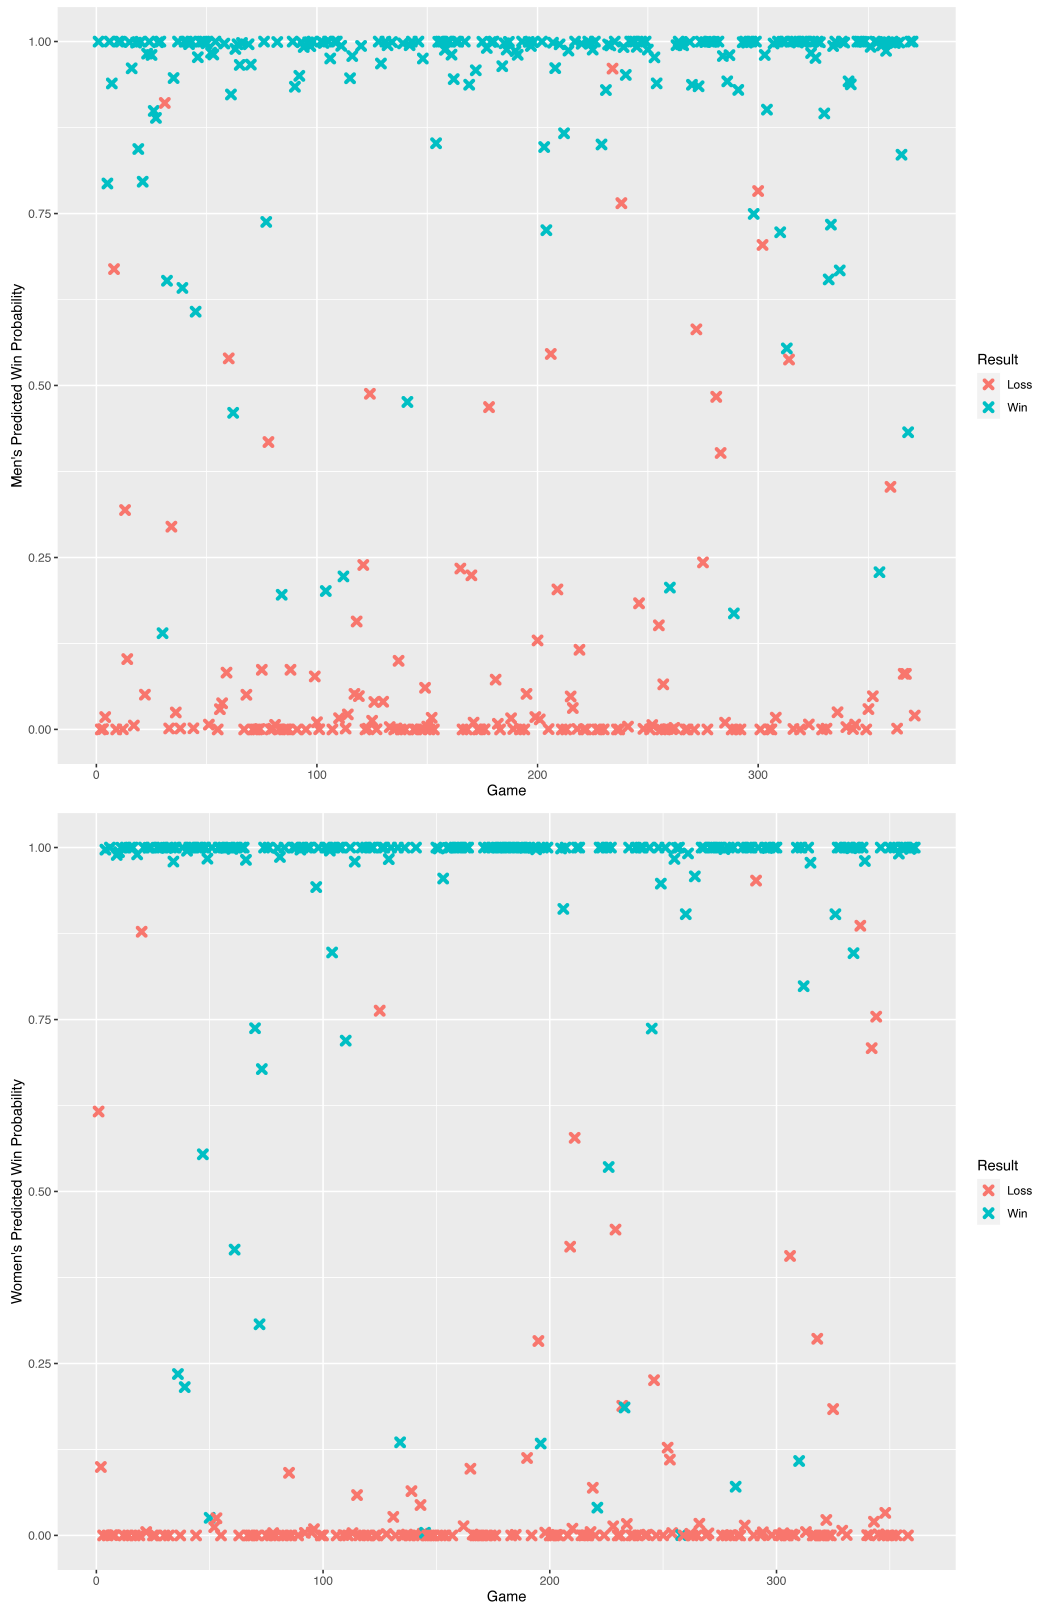 1.00
0.75
0.50
0.25
0.00
Men's Predicted Win Probability
0
100
200
300
Game
Result
Loss
Win
1.00
0.75
0.50
0.25
0.00
Women's Predicted Win Probability
0
100
200
300
Game
Result
Loss
Win